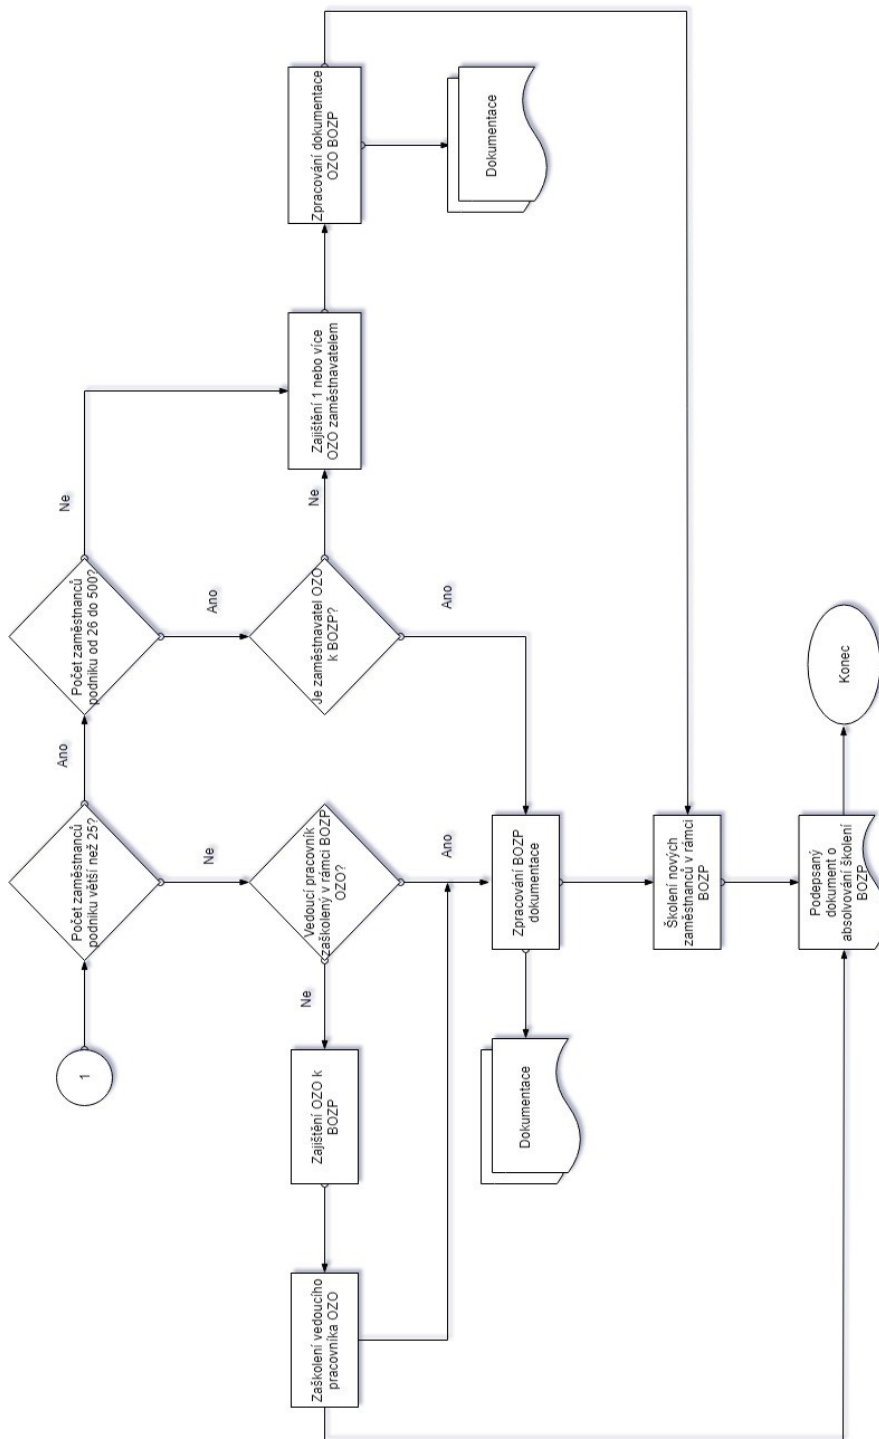 1
Počet zaměstnanců
podniku větší než 25?
Ano
Ne
Počet zaměstnanců
podniku od 26 do 500?
Ne
Ano
Vedoucí pracovník
zaškolený v rámci BOZP
OZO?
Ne
Ano
Je zaměstnavatel OZO
k BOZP?
Ne
Ano
Zajištění 1 nebo více
OZO zaměstnavatelem
Zpracování dokumentace
OZO BOZP
Dokumentace
Zajištění OZO k
BOZP
Zaškolení vedoucího
pracovníka OZO
Zpracování BOZP
dokumentace
Dokumentace
Školení nových
zaměstnanců v rámci
BOZP
Podepsaný
dokument o
absolvování školení
BOZP
Konec